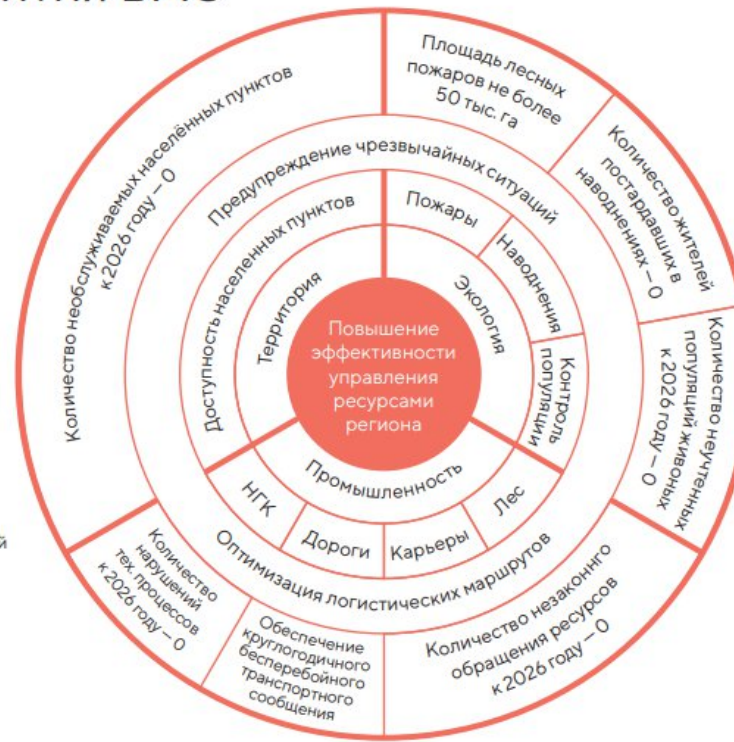 Площадь лесных
пожаров не более
50 тыс. га
Количество жителей
постардавших в
наводнениях – 0
Количество неучтенных
популяций живоных
к 2026 году – 0
Количество незаконнго
обращения ресурсов
к 2026 году – 0
Обеспечение
круглогодичного
бесперебойного
транспортного
сообщения
Количество
нарушений
тех. процессов
к 2026 году – 0
Количество необслуживаемых населённых пунктов
к 2026 году – 0
Предупреждение чрезвычайных ситуаций
Оптимизация логистических маршрутов
Доступность населенных пунктов
Пожары
Наводнения
Контроль
популяции
Лес
Карьеры
Дороги
НГК
Территория
Экология
Промышленность
Повышение
эффективности
управления
ресурсами
региона
й